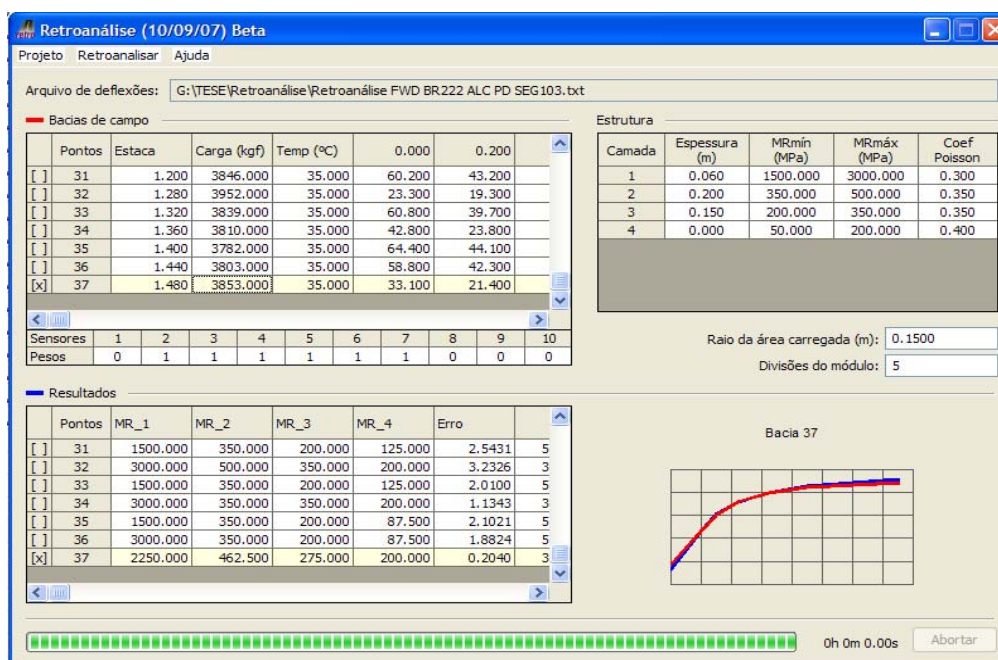 Retroanálise (10/09/07) Beta
Projeto Retroanalisar Ajuda
Arquivo de deflexões: G:\TESE\Retroanálise\Retroanálise FWD BR222 ALC PD SEG103.txt
Bacias de campo
Pontos Estaca Carga (kgf) Temp (ºC) 0.000 0.200
[ ] 31 1.200 3846.000 35.000 60.200 43.200
[ ] 32 1.280 3952.000 35.000 23.300 19.300
[ ] 33 1.320 3839.000 35.000 60.800 39.700
[ ] 34 1.360 3810.000 35.000 42.800 23.800
[ ] 35 1.400 3782.000 35.000 64.400 44.100
[ ] 36 1.440 3803.000 35.000 58.800 42.300
[x] 37 1.480 3853.000 35.000 33.100 21.400
Sensores 1 2 3 4 5 6 7 8 9 10
Pesos 0 1 1 1 1 1 1 0 0 0
Estrutura
Camada Espessura (m) MRmín (MPa) MRmáx (MPa) Coef Poisson
1 0.060 1500.000 3000.000 0.300
2 0.200 350.000 500.000 0.350
3 0.150 200.000 350.000 0.350
4 0.000 50.000 200.000 0.400
Raio da área carregada (m): 0.1500
Divisões do módulo: 5
Resultados
Pontos MR_1 MR_2 MR_3 MR_4 Erro
[ ] 31 1500.000 350.000 200.000 125.000 2.5431 5
[ ] 32 3000.000 500.000 350.000 200.000 3.2326 3
[ ] 33 1500.000 350.000 200.000 125.000 2.0100 5
[ ] 34 3000.000 350.000 350.000 200.000 1.1343 3
[ ] 35 1500.000 350.000 200.000 87.500 2.1021 5
[ ] 36 3000.000 350.000 200.000 87.500 1.8824 5
[x] 37 2250.000 462.500 275.000 200.000 0.2040 3
Bacia 37
0h 0m 0.00s Abortar